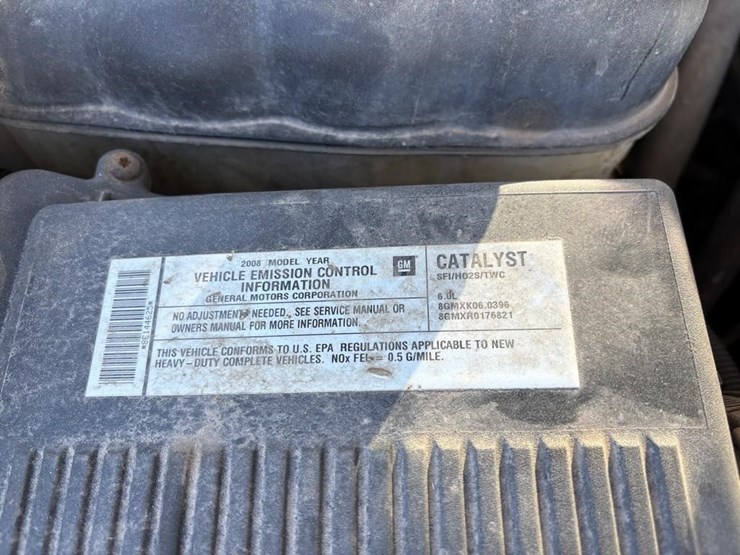 2008 MODEL YEAR
VEHICLE EMISSION CONTROL
INFORMATION
GENERAL MOTORS CORPORATION
GM
CATALYST
SFI/HO2S/TWC
6.0L
8GMXK06.0396
8GMXR0176821
NO ADJUSTMENT NEEDED, SEE SERVICE MANUAL OR
OWNERS MANUAL FOR MORE INFORMATION.
THIS VEHICLE CONFORMS TO U.S. EPA REGULATIONS APPLICABLE TO NEW
HEAVY-DUTY COMPLETE VEHICLES. NOx FEL = 0.5 G/MILE.